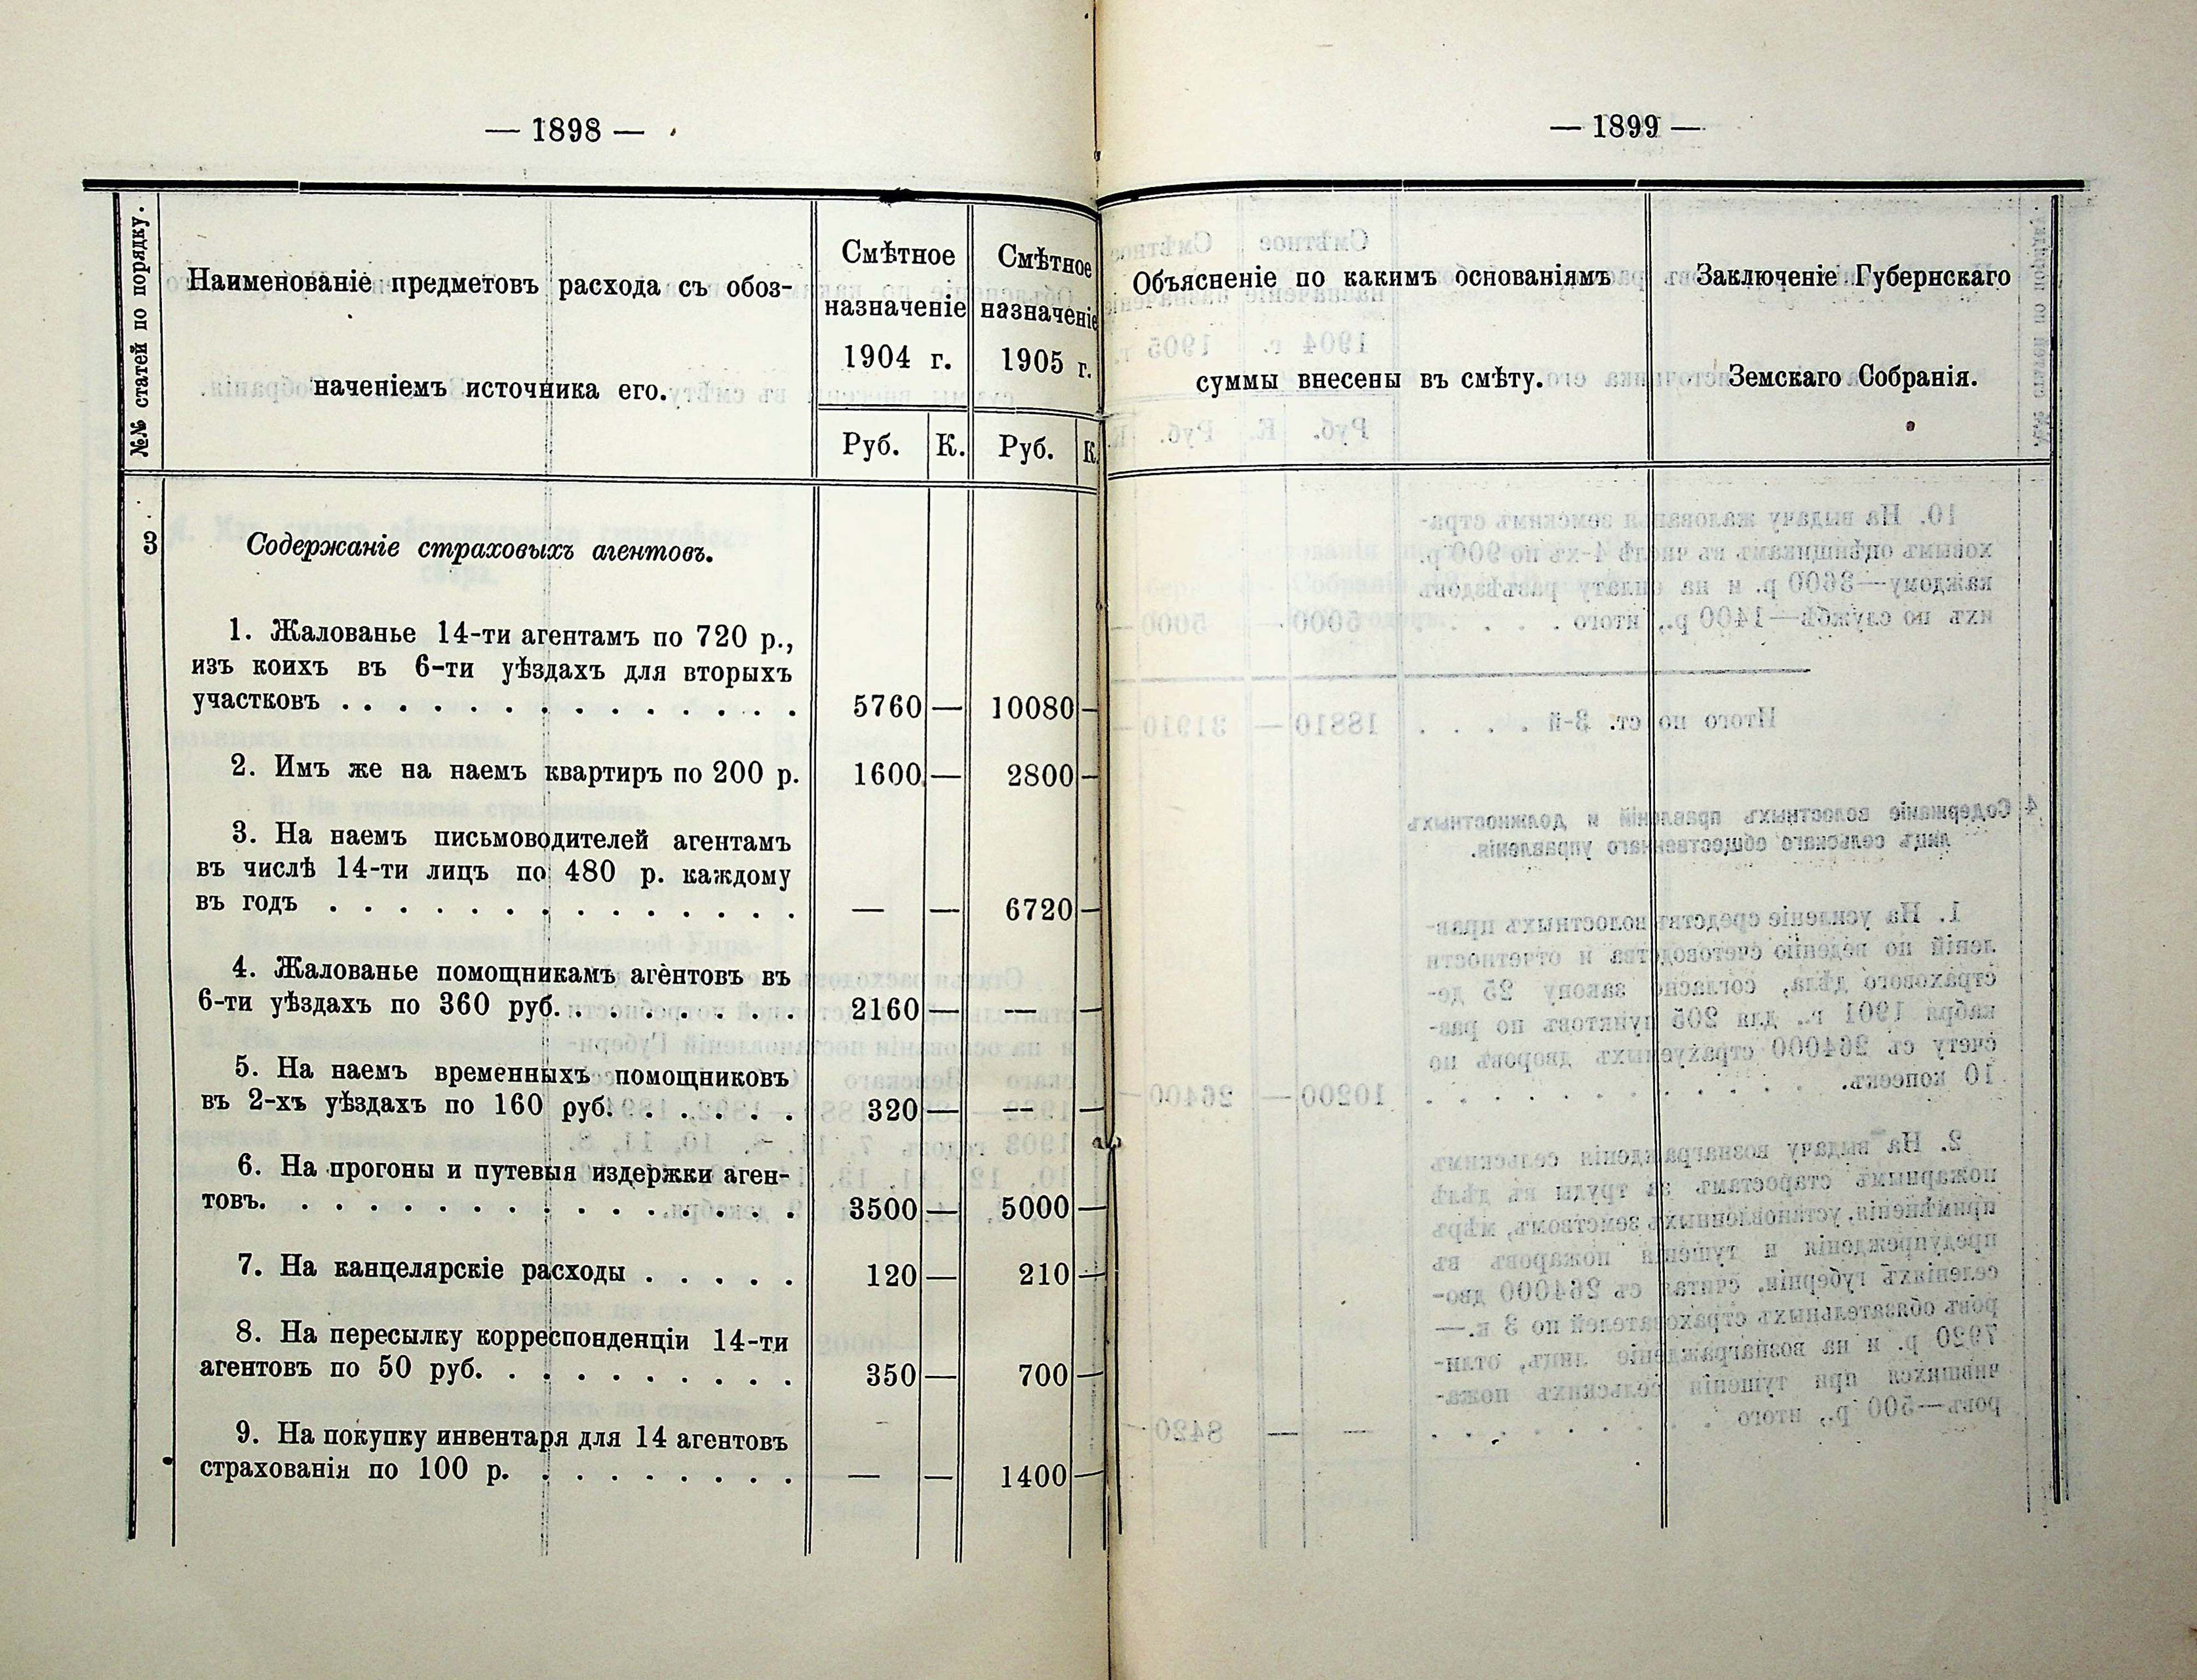 — 1898 —
№№ статей по порядку.
Наименованіе предметовъ расхода съ обоз-
наченіемъ источника его.
Смѣтное
назначеніе
1904 г.
Руб.
К.
Смѣтное
назначеніе
1905 г.
Руб.
К.
3
Содержаніе страховыхъ агентовъ.
1. Жалованье 14-ти агентамъ по 720 р.,
изъ коихъ въ 6-ти уѣздахъ для вторыхъ
участковъ . . . . . . . . . . . . . . . 5760 — 10080 —
2. Имъ же на наемъ квартиръ по 200 р. 1600 — 2800 —
3. На наемъ письмоводителей агентамъ
въ числѣ 14-ти лицъ по 480 р. каждому
въ годъ . . . . . . . . . . . . . . — — 6720 —
4. Жалованье помощникамъ агентовъ въ
6-ти уѣздахъ по 360 руб. . . . . . . . . 2160 — — —
5. На наемъ временныхъ помощниковъ
въ 2-хъ уѣздахъ по 160 руб. . . . . . . 320 — — —
6. На прогоны и путевыя издержки аген-
товъ. . . . . . . . . . . . . . . . 3500 — 5000 —
7. На канцелярскіе расходы . . . . . 120 — 210 —
8. На пересылку корреспонденціи 14-ти
агентовъ по 50 руб. . . . . . . . . . . 350 — 700 —
9. На покупку инвентаря для 14 агентовъ
страхованія по 100 р. . . . . . . . . — — 1400 —
— 1899 —
Объясненіе по какимъ основаніямъ
суммы внесены въ смѣту.
Заключеніе Губернскаго
Земскаго Собранія.